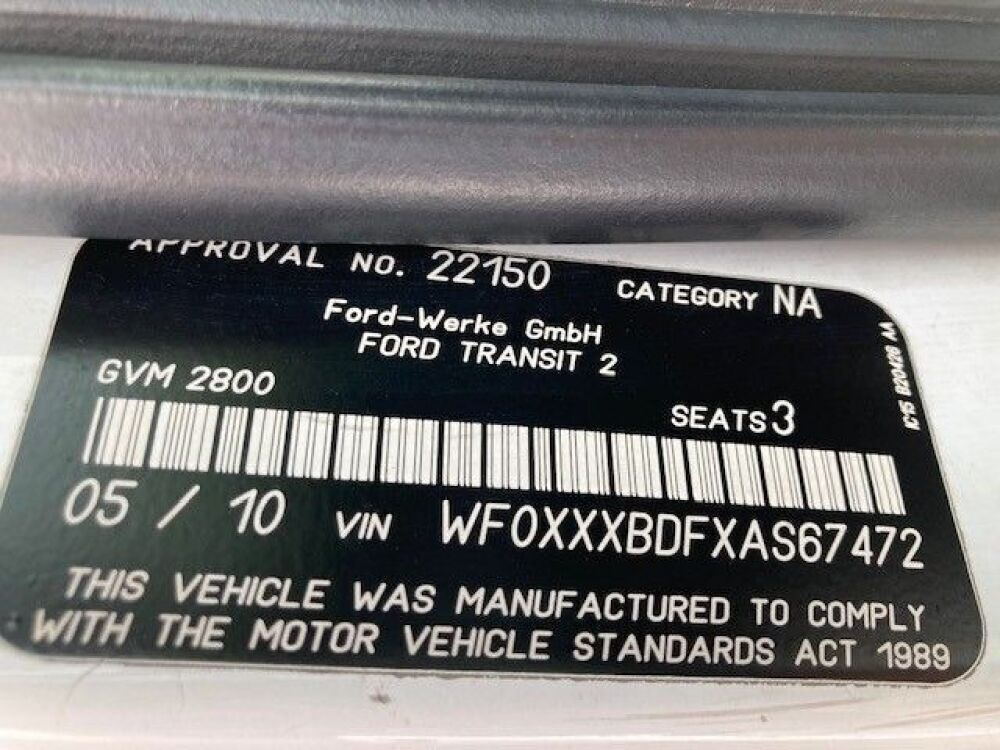 APPROVAL NO. 22150 CATEGORY NA
Ford-Werke GmbH
FORD TRANSIT 2
GVM 2800
SEATS 3
05 / 10 VIN WF0XXXBDFXAS67472
THIS VEHICLE WAS MANUFACTURED TO COMPLY
WITH THE MOTOR VEHICLE STANDARDS ACT 1989